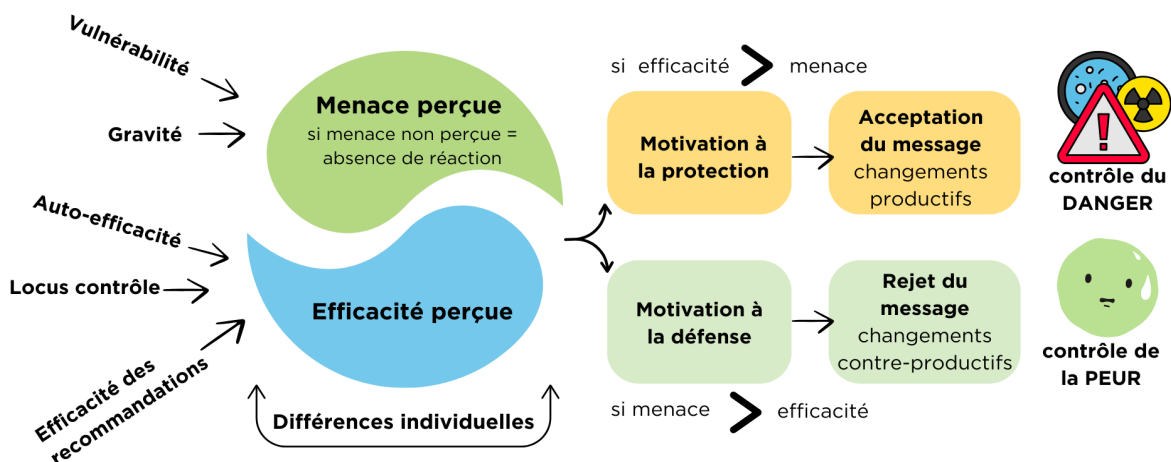 Vulnérabilité
Gravité
Auto-efficacité
Locus contrôle
Efficacité des
recommandations
Menace perçue
si menace non perçue =
absence de réaction
Efficacité perçue
Différences individuelles
si efficacité > menace
Motivation à
la protection
Acceptation
du message
changements
productifs
contrôle du
DANGER
Motivation à
la défense
Rejet du
message
changements
contre-productifs
contrôle de
la PEUR
si menace > efficacité